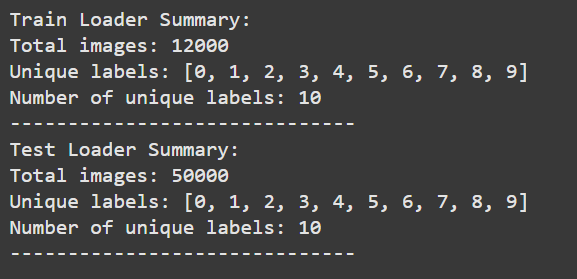 Train Loader Summary:
Total images: 12000
Unique labels: [0, 1, 2, 3, 4, 5, 6, 7, 8, 9]
Number of unique labels: 10
------------------------------
Test Loader Summary:
Total images: 50000
Unique labels: [0, 1, 2, 3, 4, 5, 6, 7, 8, 9]
Number of unique labels: 10
------------------------------